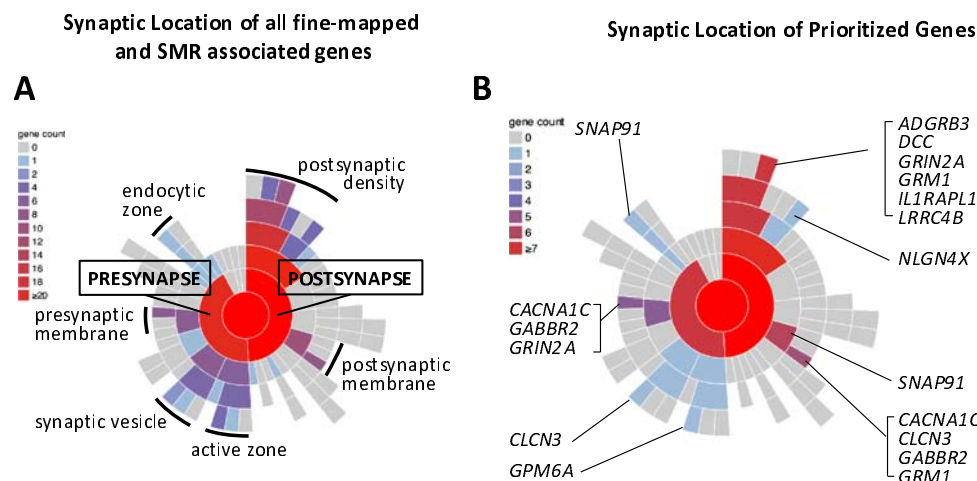 Synaptic Location of all fine-mapped
and SMR associated genes
A
gene count
0
1
2
4
6
8
10
12
14
16
18
≥20
endocytic
zone
postsynaptic
density
PRESYNAPSE
POSTSYNAPSE
presynaptic
membrane
postsynaptic
membrane
synaptic vesicle
active zone
Synaptic Location of Prioritized Genes
B
gene count
0
1
2
3
4
5
6
≥7
SNAP91
ADGRB3
DCC
GRIN2A
GRM1
IL1RAPL1
LRRC4B
NLGN4X
CACNA1C
GABBR2
GRIN2A
SNAP91
CLCN3
GPM6A
CACNA1C
CLCN3
GABBR2
GRM1